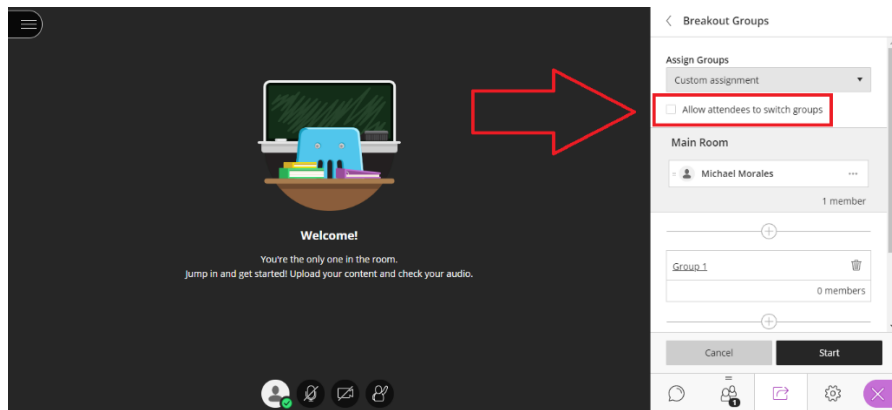 Breakout Groups
Assign Groups
Custom assignment
Allow attendees to switch groups
Main Room
Michael Morales
1 member
Group 1
0 members
Cancel
Start
1
Welcome!
You're the only one in the room.
Jump in and get started! Upload your content and check your audio.